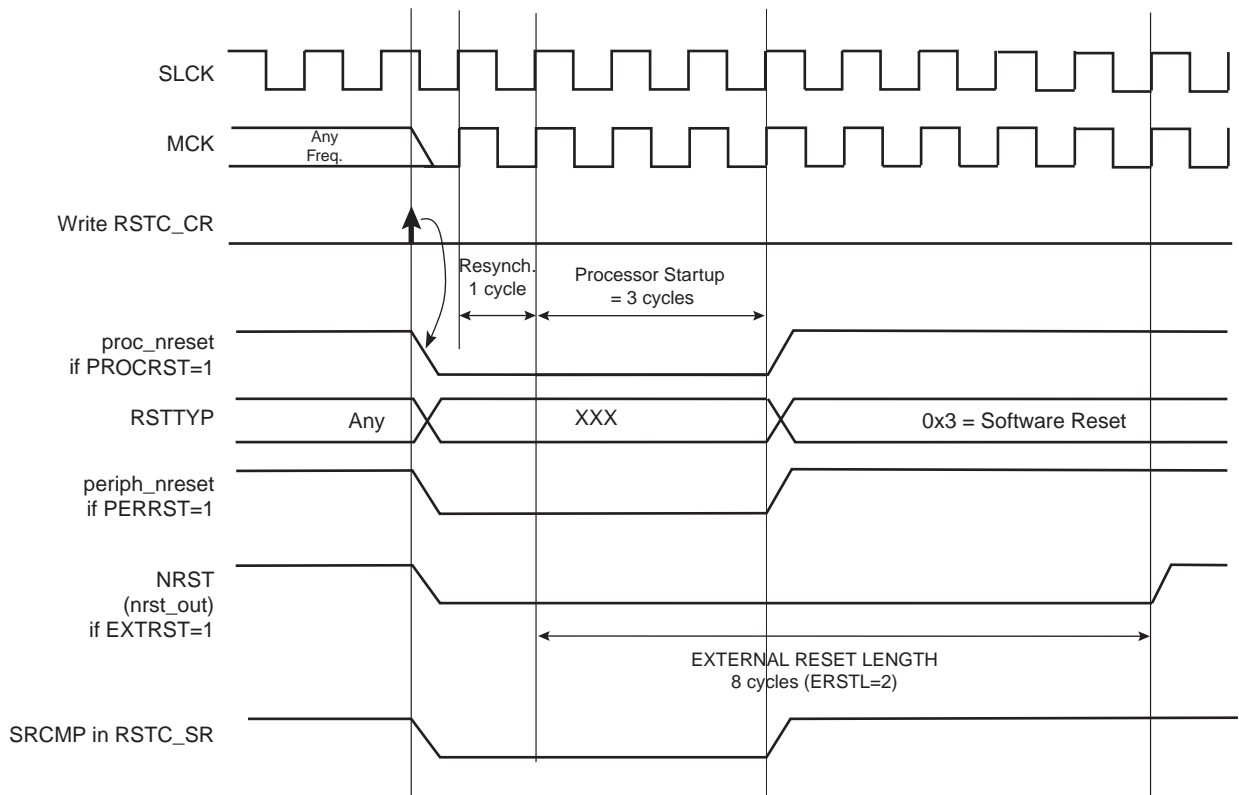 SLCK
MCK
Any
Freq.
Write RSTC_CR
Resynch.
1 cycle
Processor Startup
= 3 cycles
proc_nreset
if PROCRST=1
RSTTYP
Any
XXX
0x3 = Software Reset
periph_nreset
if PERRST=1
NRST
(nrst_out)
if EXTRST=1
EXTERNAL RESET LENGTH
8 cycles (ERSTL=2)
SRCMP in RSTC_SR